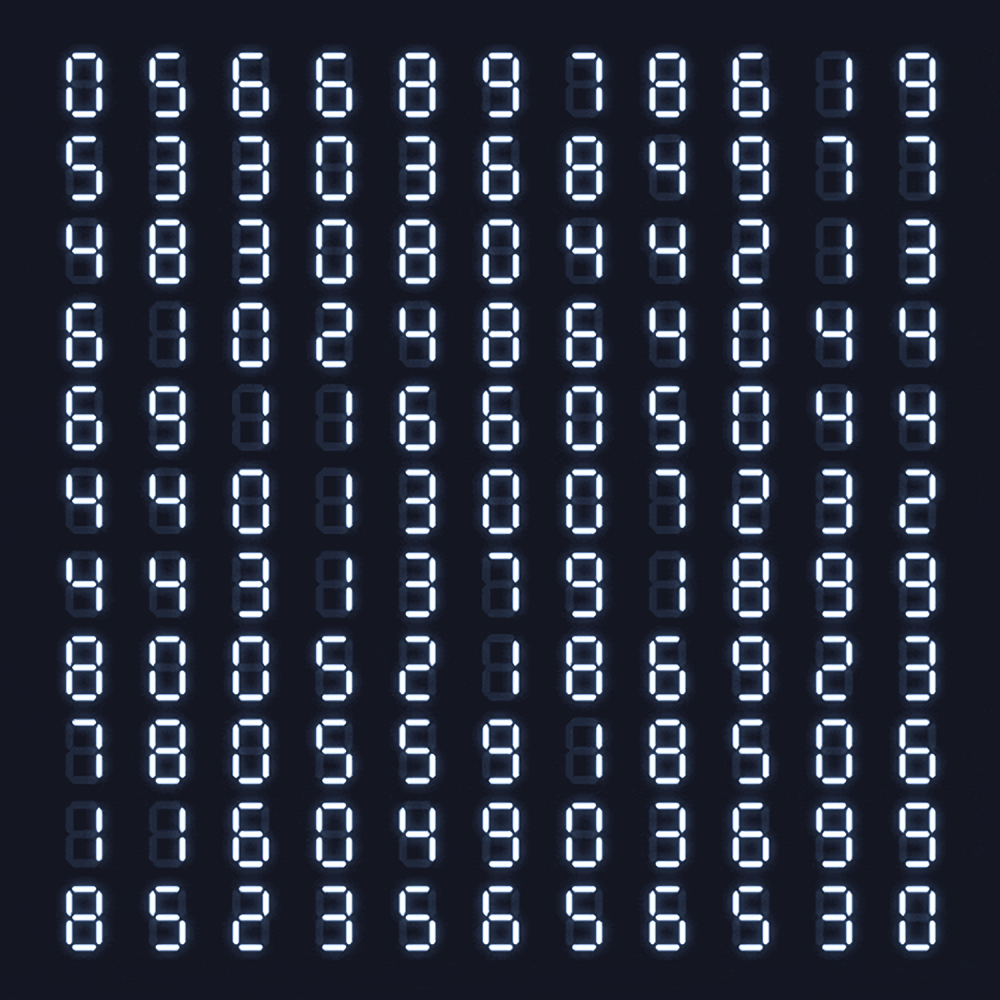 0 5 6 6 8 9 7 8 6 1 9
5 3 3 0 3 6 8 4 9 7 7
4 8 3 0 8 0 4 4 2 1 3
6 1 0 2 4 8 6 4 0 4 4
6 9 1 1 6 6 0 5 0 4 4
4 4 0 1 3 0 0 7 2 3 2
4 4 3 1 3 7 9 1 8 9 9
8 0 0 5 2 1 8 6 9 2 3
7 8 0 5 5 9 1 8 5 0 6
1 1 6 0 4 9 0 3 6 9 9
8 5 2 3 5 6 5 6 5 3 0